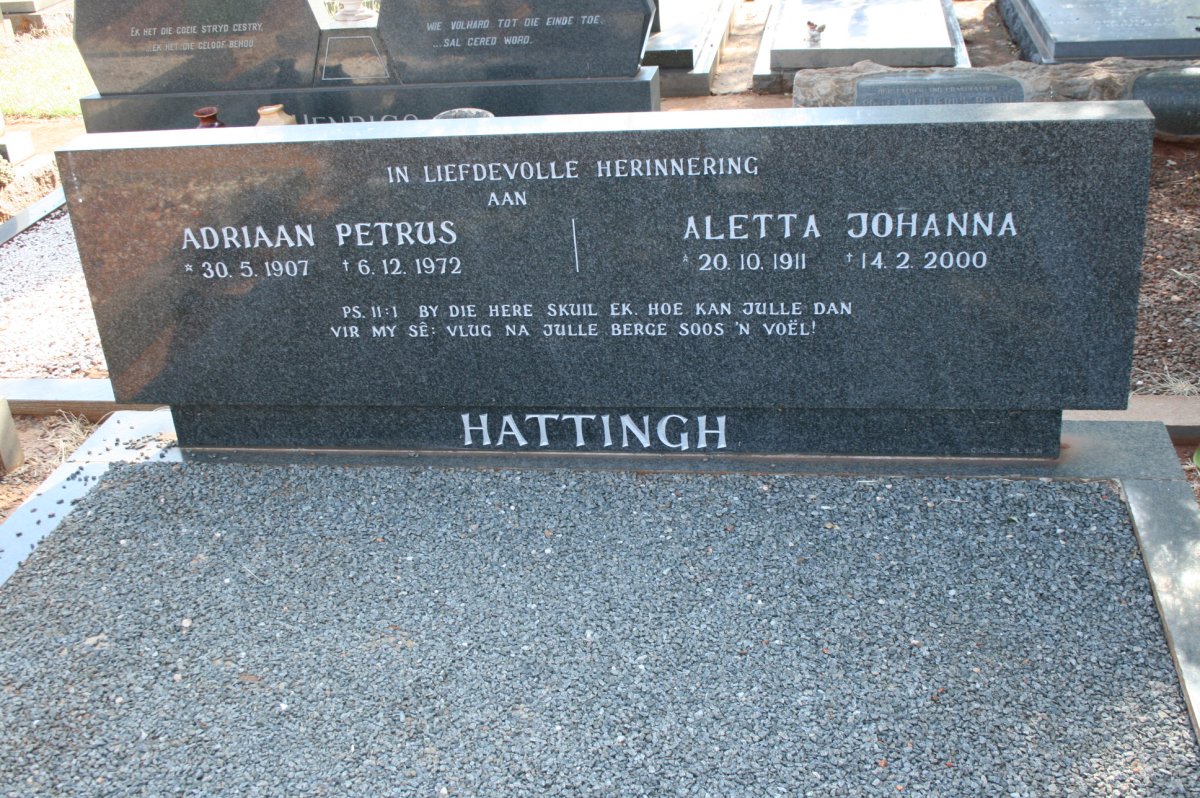 EK HET DIE GOEIE STRYD GESTRY.
...EK HET DIE GELOOF BEHOU
WIE VOLHARD TOT DIE EINDE TOE.
...SAL GERED WORD.
IN LIEFDEVOLLE HERINNERING
AAN
ADRIAAN PETRUS
* 30. 5. 1907 † 6. 12. 1972
ALETTA JOHANNA
* 20. 10. 1911 † 14. 2. 2000
PS. 11:1 BY DIE HERE SKUIL EK. HOE KAN JULLE DAN
VIR MY SÊ: VLUG NA JULLE BERGE SOOS 'N VOËL!
HATTINGH